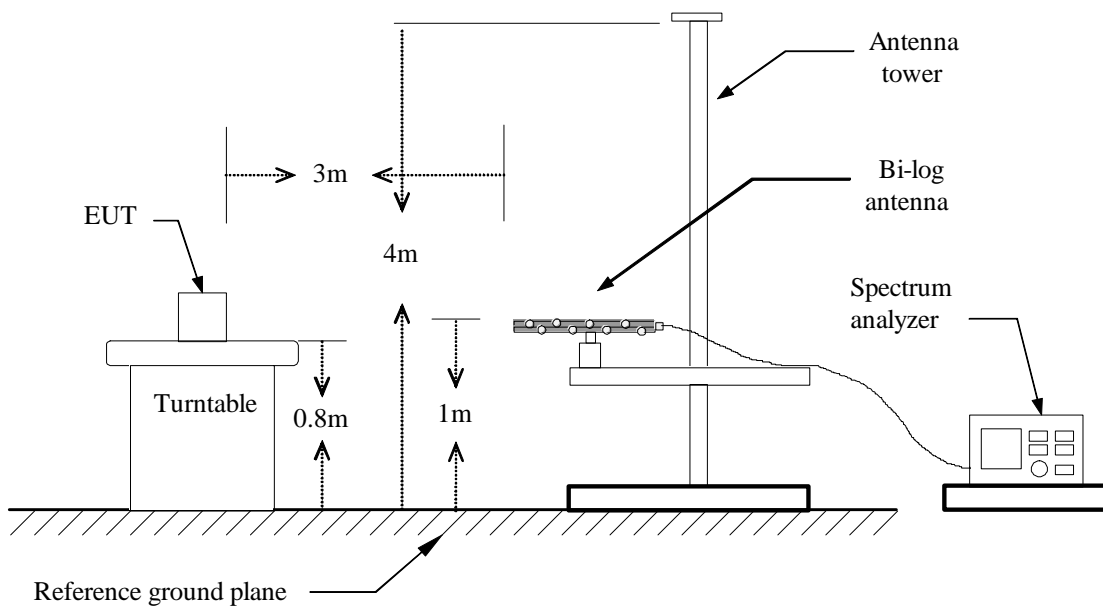 Antenna
tower
3m
Bi-log
antenna
EUT
4m
Spectrum
analyzer
Turntable
0.8m
1m
Reference ground plane